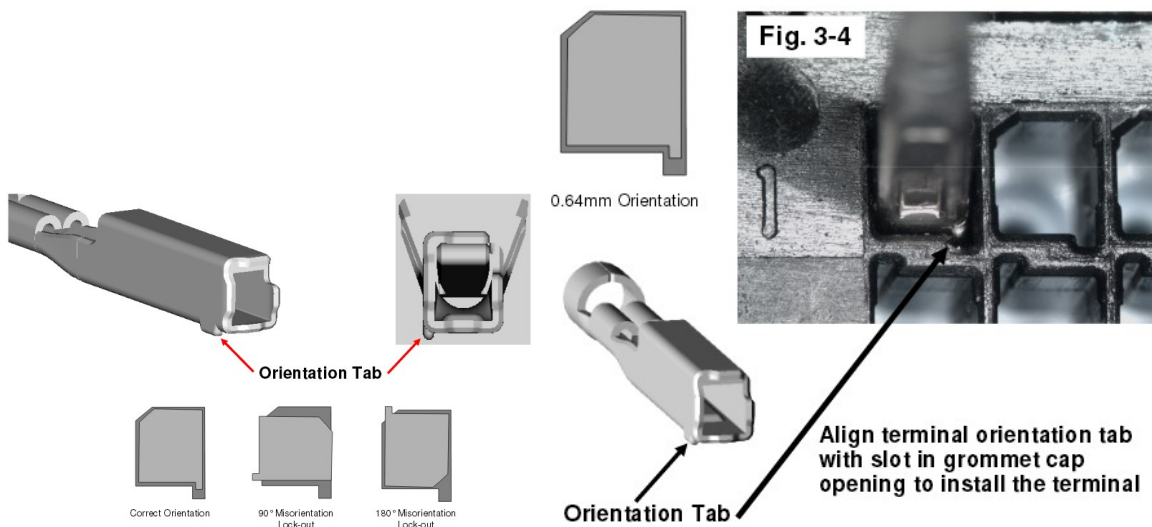 Fig. 3-4
0.64mm Orientation
Orientation Tab
Correct Orientation
90° Misorientation
Lock-out
180° Misorientation
Lock-out
Align terminal orientation tab
with slot in grommet cap
opening to install the terminal
Orientation Tab